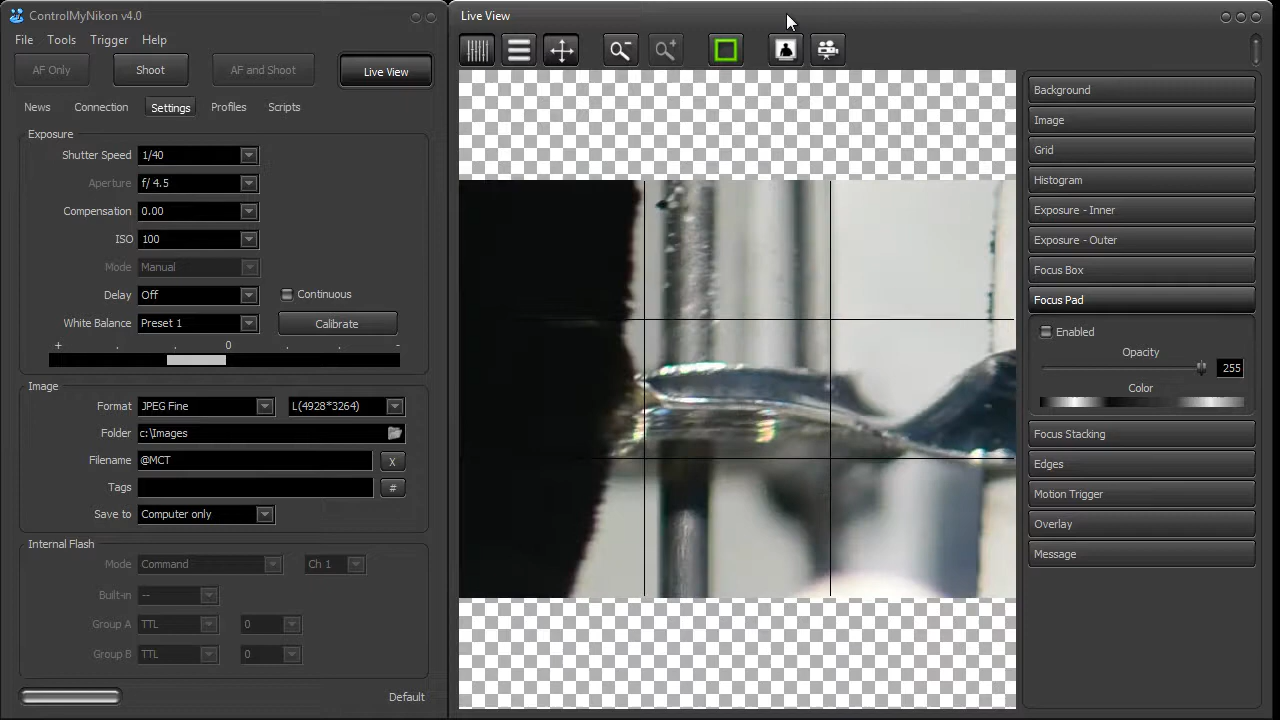 ControlMyNikon v4.0
File Tools Trigger Help
AF Only Shoot AF and Shoot Live View
News Connection Settings Profiles Scripts
Exposure
Shutter Speed 1/40
Aperture f/ 4.5
Compensation 0.00
ISO 100
Mode Manual
Delay Off Continuous
White Balance Preset 1 Calibrate
+ . . 0 . . -
Image
Format JPEG Fine L(4928*3264)
Folder c:\Images
Filename @MCT X
Tags #
Save to Computer only
Internal Flash
Mode Command Ch 1
Built-in --
Group A TTL 0
Group B TTL 0
Default
Live View
Background
Image
Grid
Histogram
Exposure - Inner
Exposure - Outer
Focus Box
Focus Pad
Enabled
Opacity
255
Color
Focus Stacking
Edges
Motion Trigger
Overlay
Message